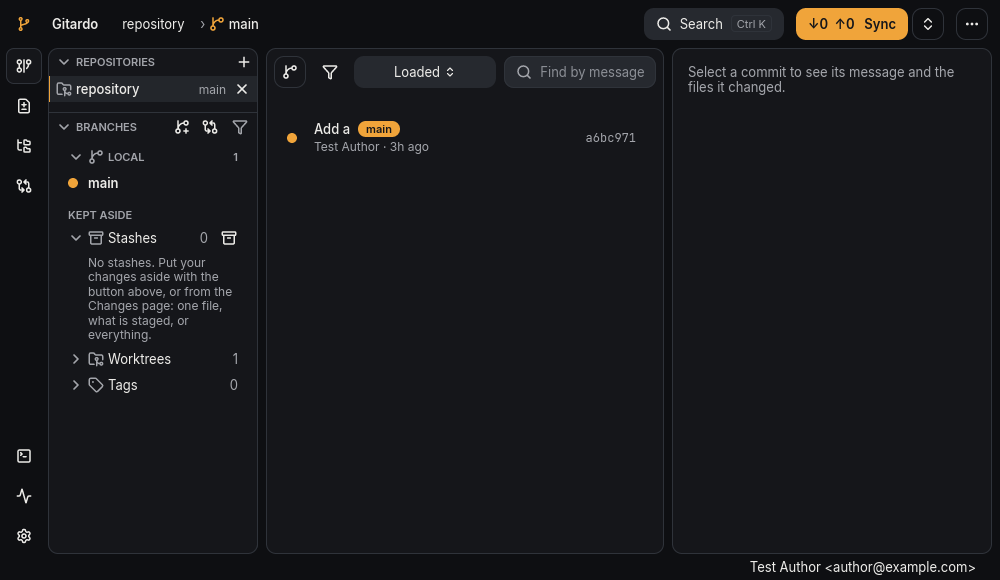 Gitardo
repository › main
Search Ctrl K
↓0 ↑0 Sync
REPOSITORIES
repository main
BRANCHES
LOCAL 1
main
KEPT ASIDE
Stashes 0
No stashes. Put your
changes aside with the
button above, or from the
Changes page: one file,
what is staged, or
everything.
Worktrees 1
Tags 0
Loaded
Find by message
Add a main
Test Author · 3h ago
a6bc971
Select a commit to see its message and the
files it changed.
Test Author <author@example.com>